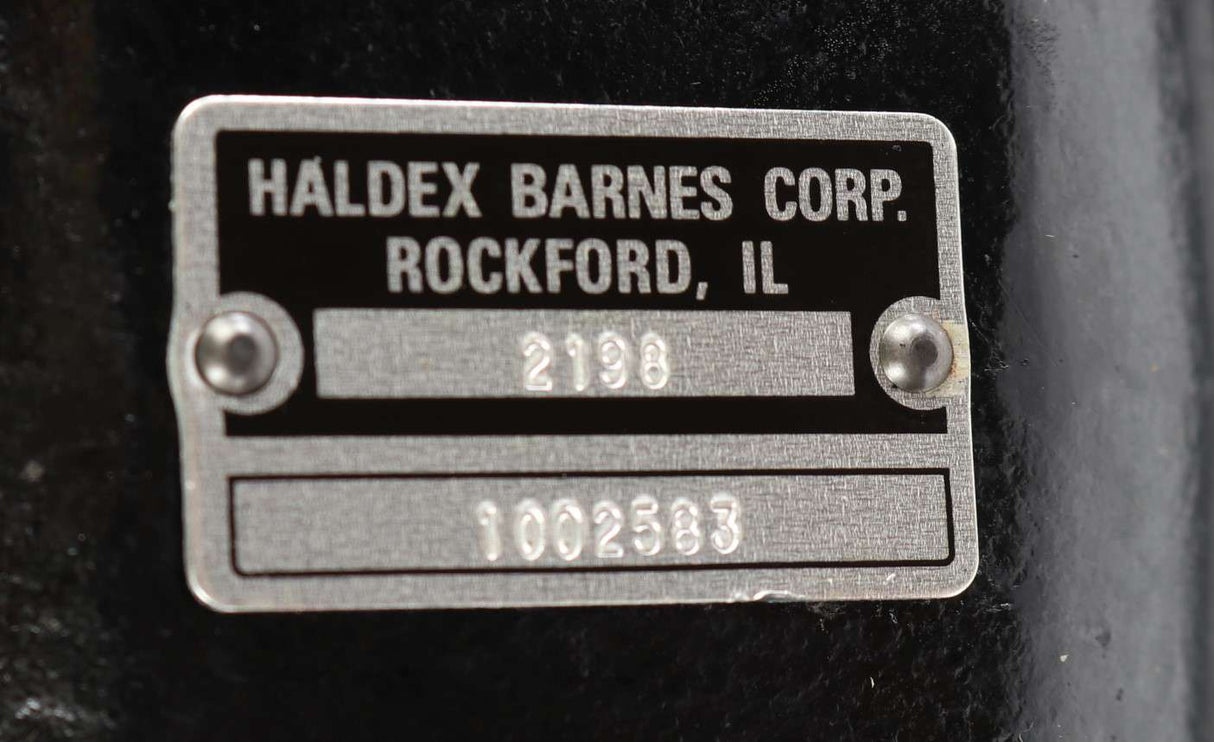 HALDEX BARNES CORP.
ROCKFORD, IL
2198
1002583